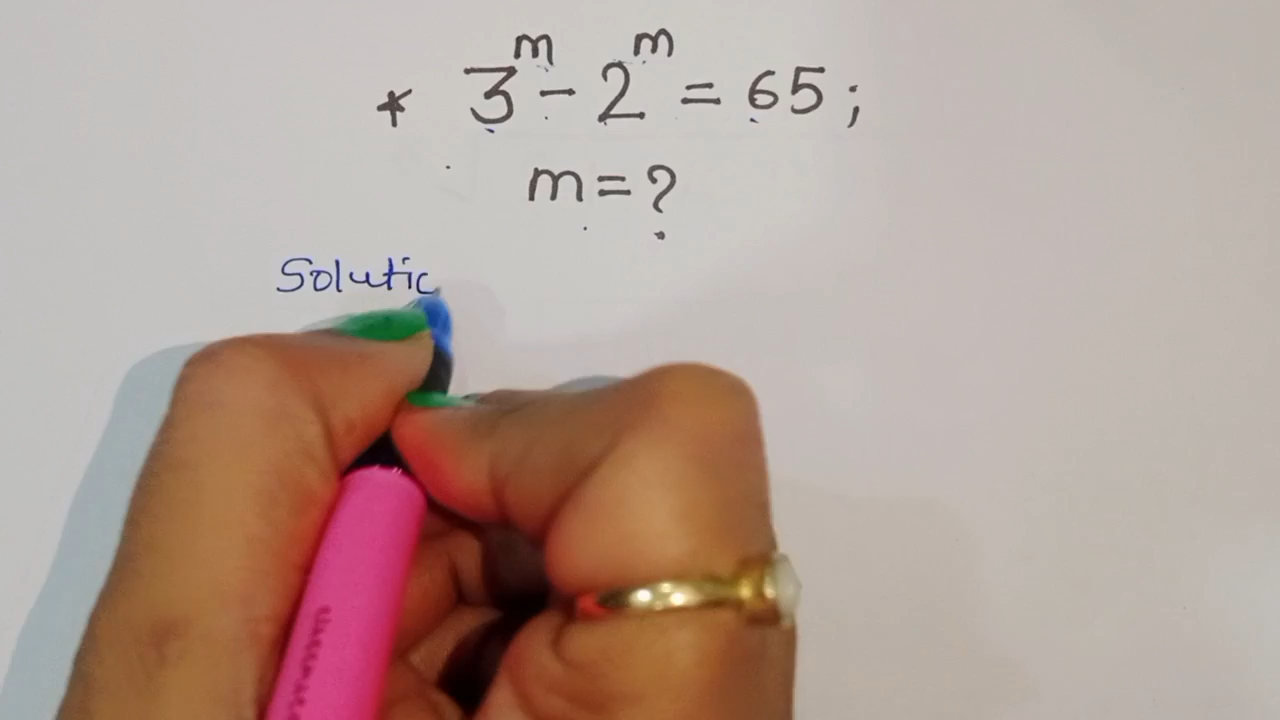 * 3^m - 2^m = 65;
m = ?
Solutic